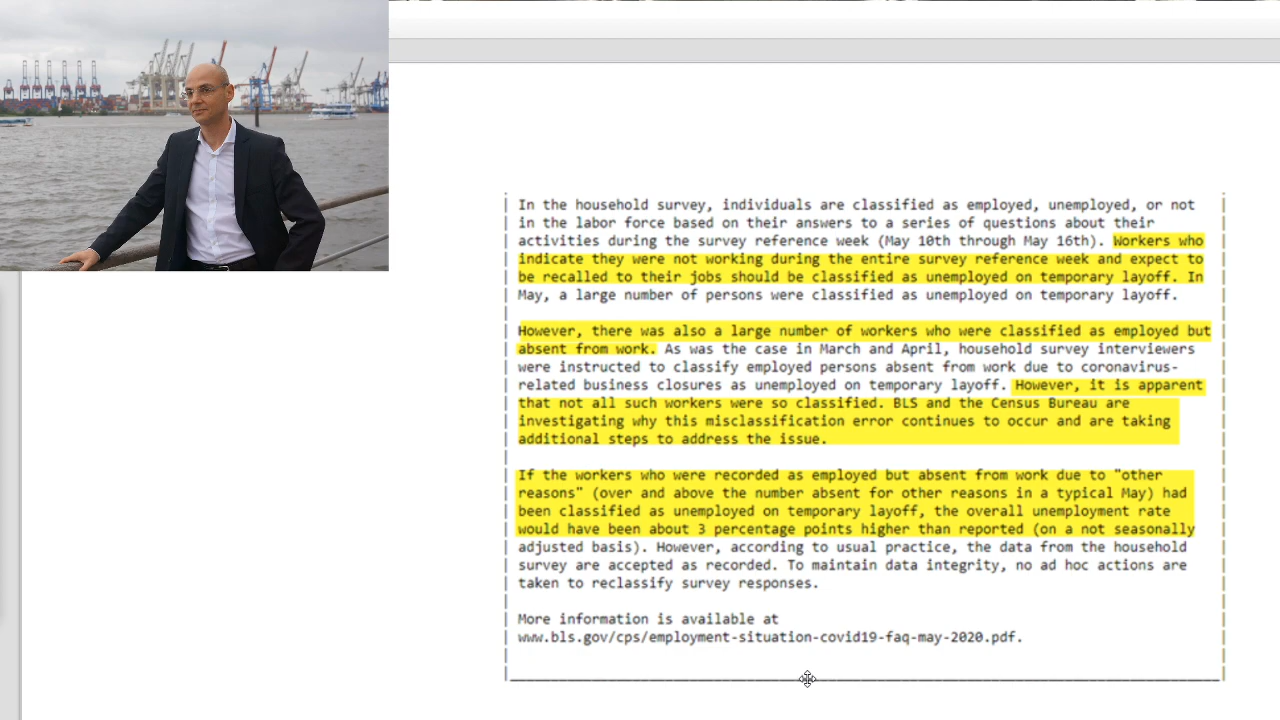 In the household survey, individuals are classified as employed, unemployed, or not
in the labor force based on their answers to a series of questions about their
activities during the survey reference week (May 10th through May 16th). Workers who
indicate they were not working during the entire survey reference week and expect to
be recalled to their jobs should be classified as unemployed on temporary layoff. In
May, a large number of persons were classified as unemployed on temporary layoff.
However, there was also a large number of workers who were classified as employed but
absent from work. As was the case in March and April, household survey interviewers
were instructed to classify employed persons absent from work due to coronavirus-
related business closures as unemployed on temporary layoff. However, it is apparent
that not all such workers were so classified. BLS and the Census Bureau are
investigating why this misclassification error continues to occur and are taking
additional steps to address the issue.
If the workers who were recorded as employed but absent from work due to "other
reasons" (over and above the number absent for other reasons in a typical May) had
been classified as unemployed on temporary layoff, the overall unemployment rate
would have been about 3 percentage points higher than reported (on a not seasonally
adjusted basis). However, according to usual practice, the data from the household
survey are accepted as recorded. To maintain data integrity, no ad hoc actions are
taken to reclassify survey responses.
More information is available at
www.bls.gov/cps/employment-situation-covid19-faq-may-2020.pdf.